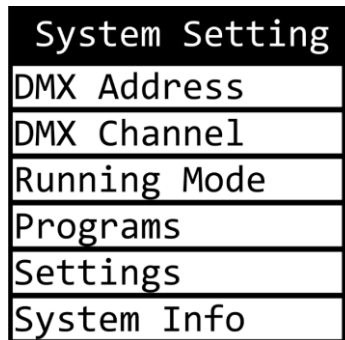 System Setting
DMX Address
DMX Channel
Running Mode
Programs
Settings
System Info